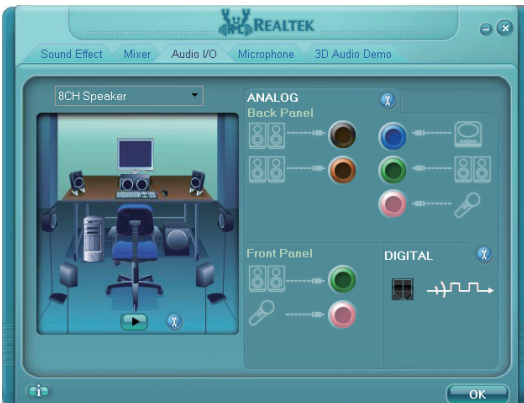 REALTEK
Sound Effect Mixer Audio I/O Microphone 3D Audio Demo
8CH Speaker
ANALOG
Back Panel
Front Panel
DIGITAL
OK